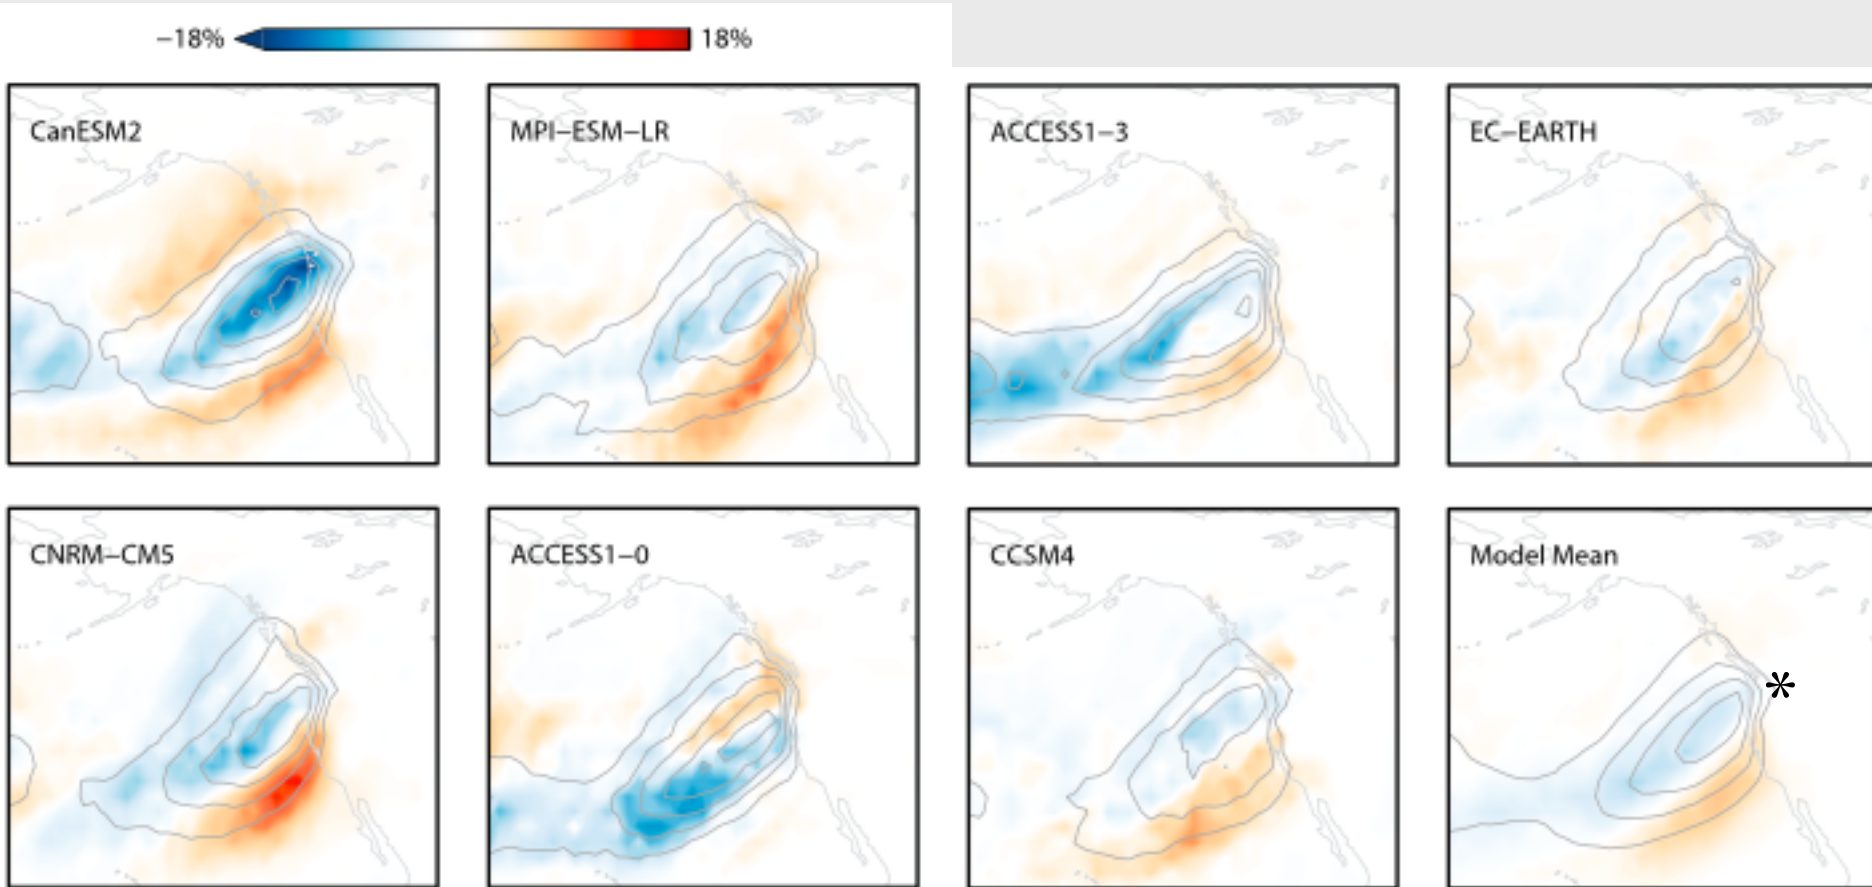 −18% 18%
CanESM2 MPI−ESM−LR ACCESS1−3 EC−EARTH
CNRM−CM5 ACCESS1−0 CCSM4 Model Mean
*